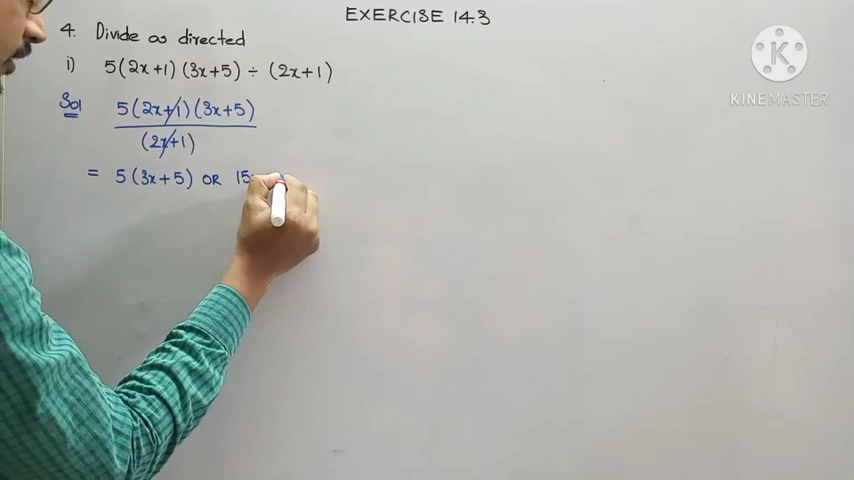 EXERCISE 14.3
4. Divide as directed
i) 5(2x+1)(3x+5) ÷ (2x+1)
Sol 5(2x+1)(3x+5)
(2x+1)
= 5(3x+5) OR 15
K
KINEMASTER